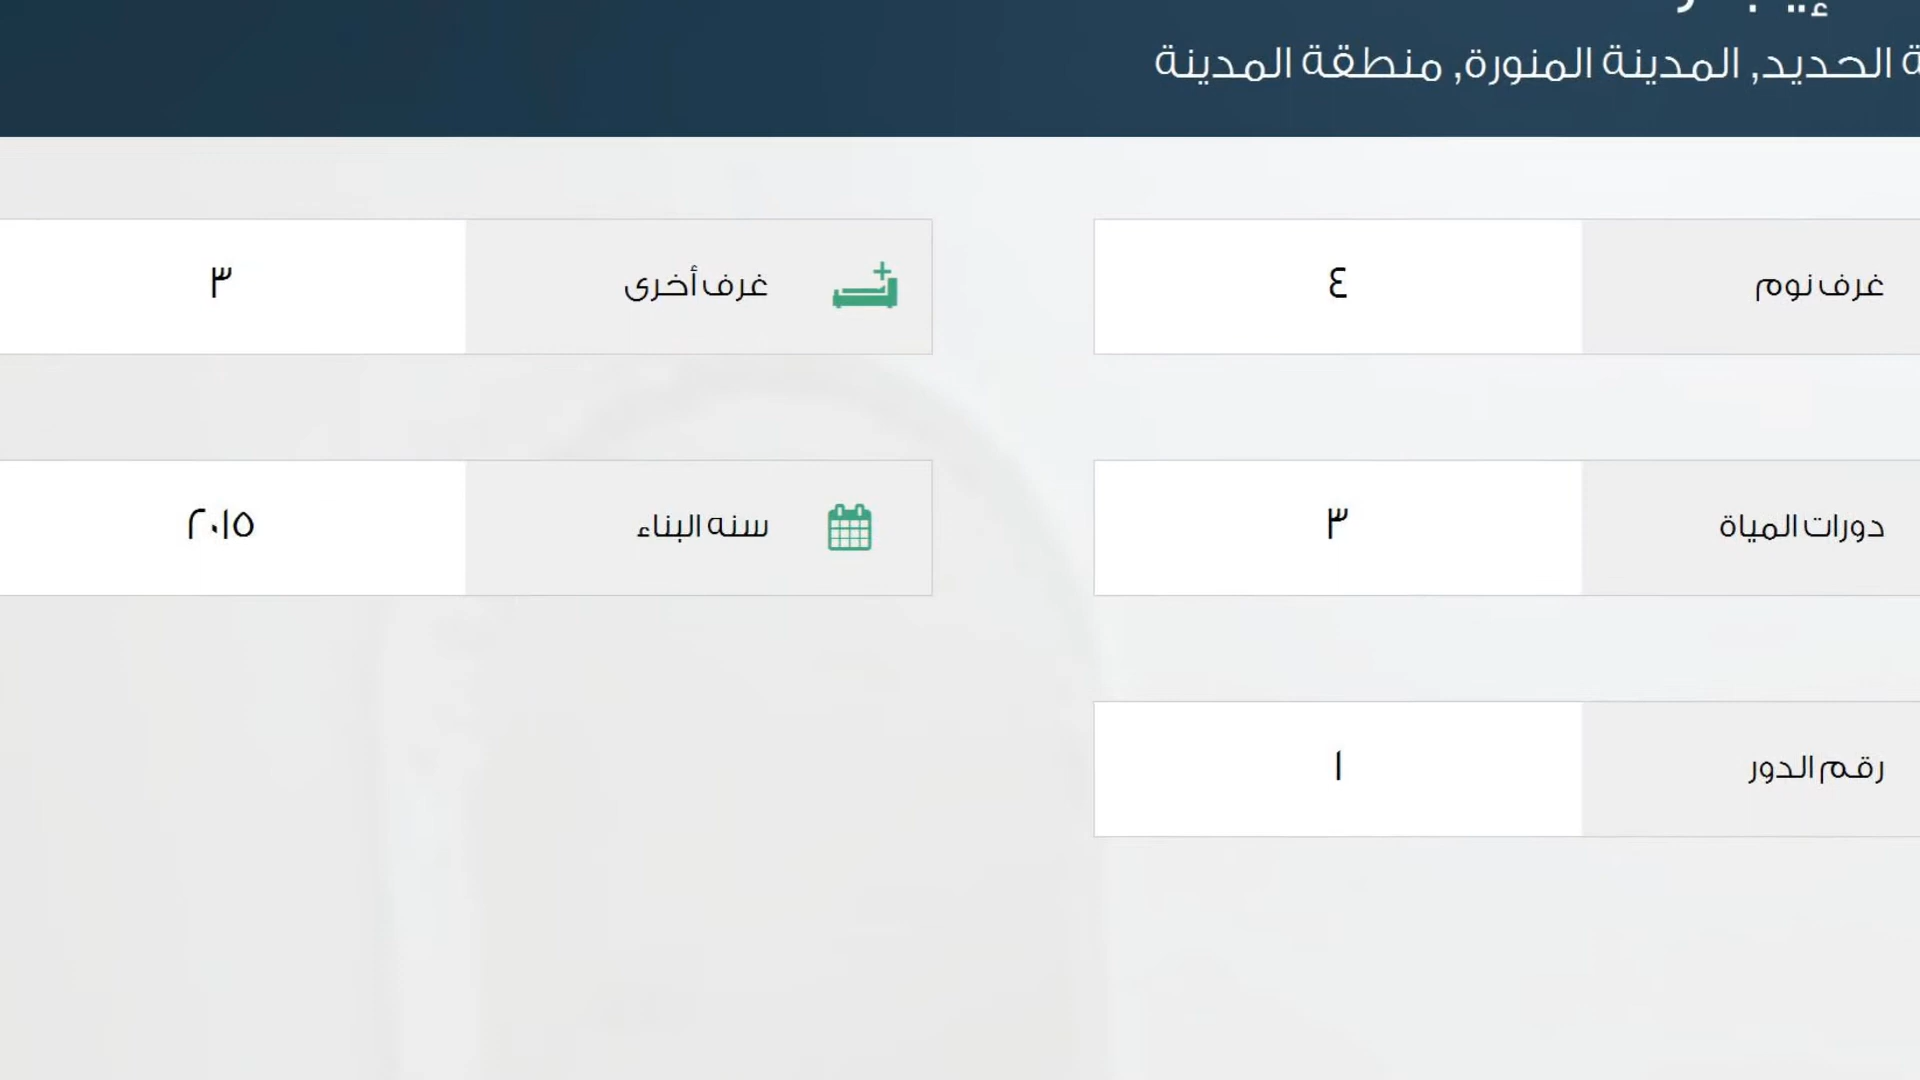 الحديد, المدينة المنورة, منطقة المدينة
غرف نوم
٤
غرف أخرى
٣
دورات المياة
٣
سنه البناء
٢٠١٥
رقم الدور
١